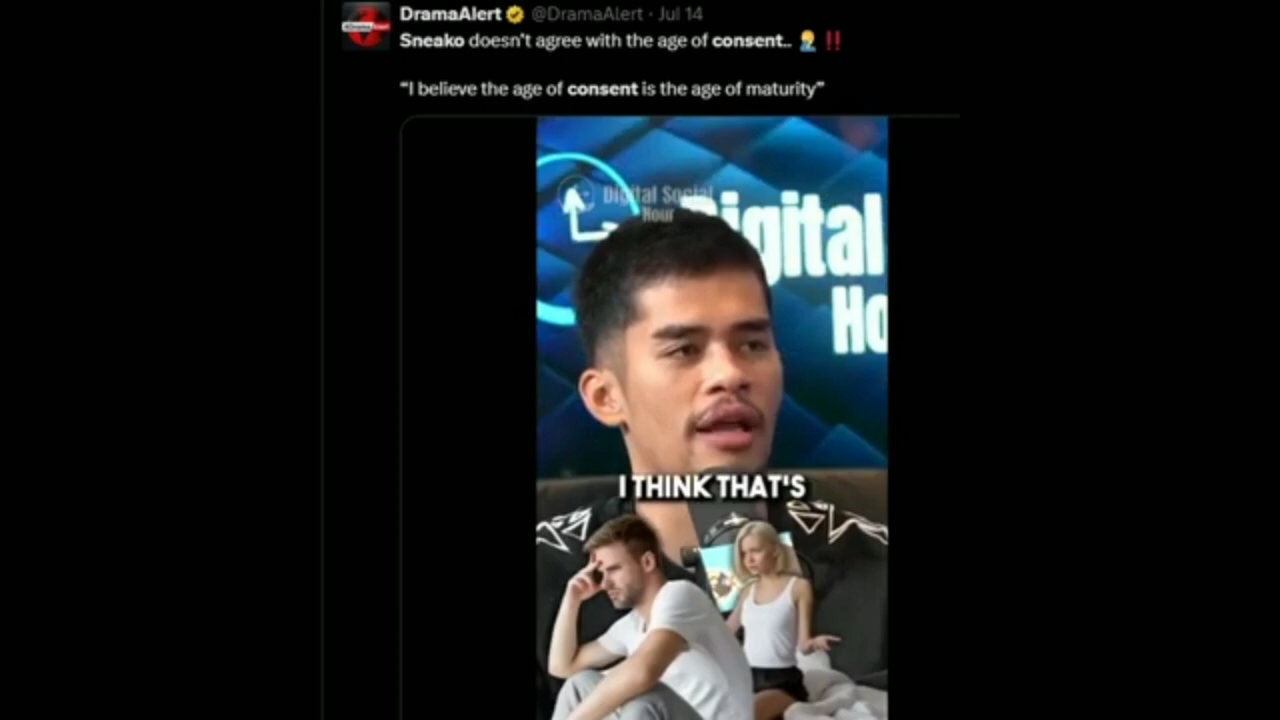 DramaAlert @DramaAlert · Jul 14
Sneako doesn't agree with the age of consent.. 🤦‍♂️ ‼️
"I believe the age of consent is the age of maturity"
Digital Social
Hour
Digital
Ho
I THINK THAT'S